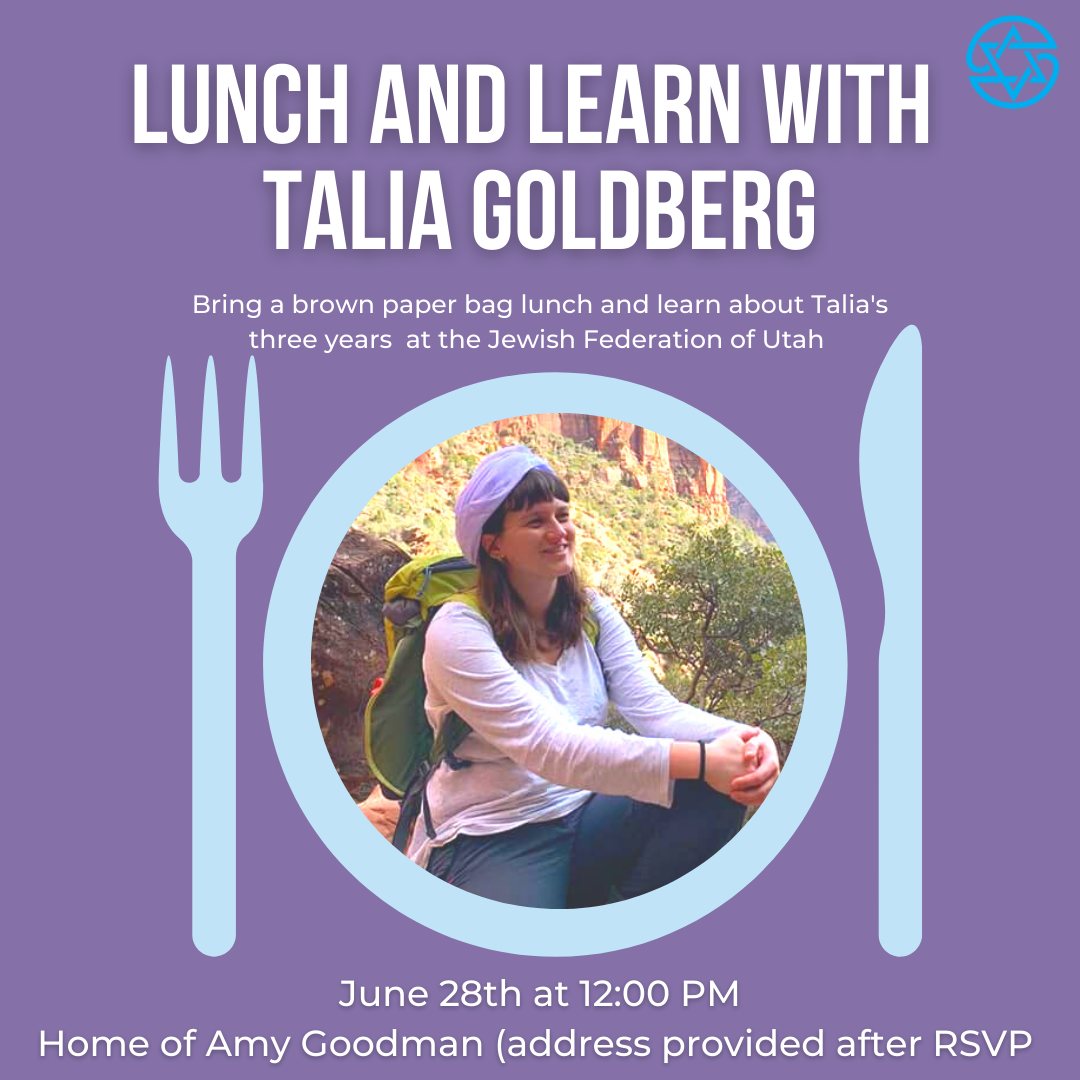 LUNCH AND LEARN WITH
TALIA GOLDBERG
Bring a brown paper bag lunch and learn about Talia's
three years  at the Jewish Federation of Utah
June 28th at 12:00 PM
Home of Amy Goodman (address provided after RSVP